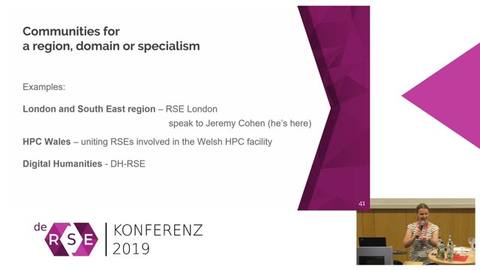 Communities for
a region, domain or specialism
Examples:
London and South East region – RSE London
speak to Jeremy Cohen (he's here)
HPC Wales – uniting RSEs involved in the Welsh HPC facility
Digital Humanities - DH-RSE
41
de
RSE
KONFERENZ
2019